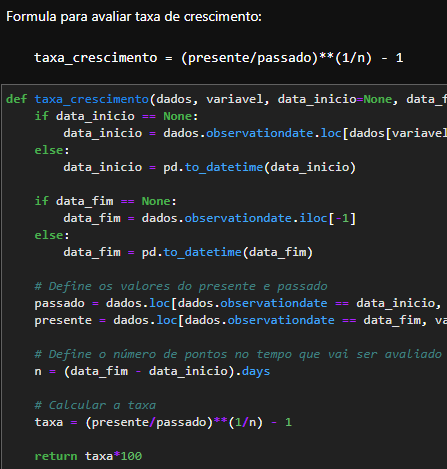 Formula para avaliar taxa de crescimento:
taxa_crescimento = (presente/passado)**(1/n) - 1
def taxa_crescimento(dados, variavel, data_inicio=None, data_f
if data_inicio == None:
data_inicio = dados.observationdate.loc[dados[variavel
else:
data_inicio = pd.to_datetime(data_inicio)
if data_fim == None:
data_fim = dados.observationdate.iloc[-1]
else:
data_fim = pd.to_datetime(data_fim)
# Define os valores do presente e passado
passado = dados.loc[dados.observationdate == data_inicio,
presente = dados.loc[dados.observationdate == data_fim, va
# Define o número de pontos no tempo que vai ser avaliado
n = (data_fim - data_inicio).days
# Calcular a taxa
taxa = (presente/passado)**(1/n) - 1
return taxa*100